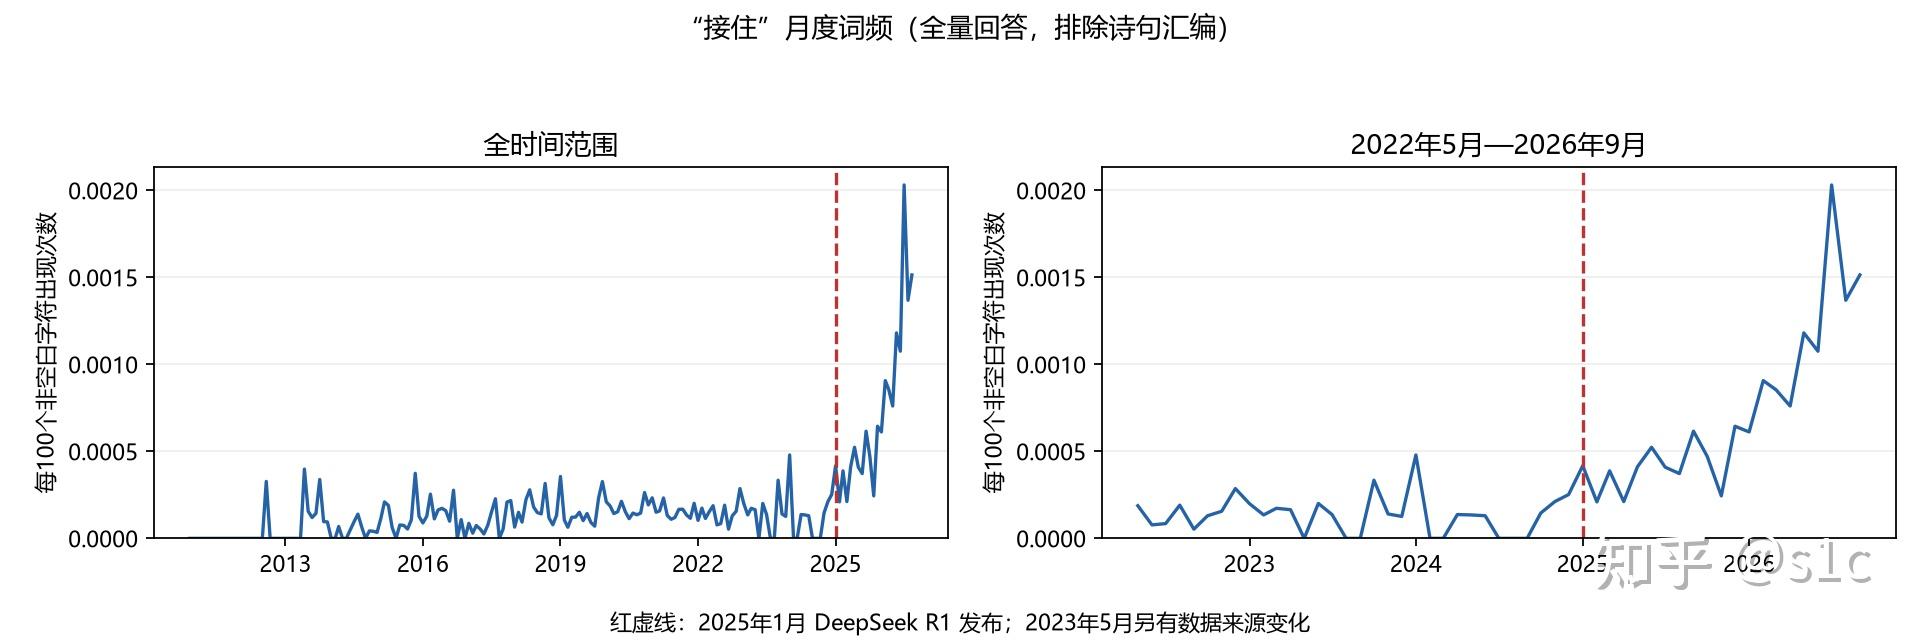 “接住”月度词频（全量回答，排除诗句汇编）
全时间范围
每100个非空白字符出现次数
0.0020
0.0015
0.0010
0.0005
0.0000
2013
2016
2019
2022
2025
2022年5月—2026年9月
每100个非空白字符出现次数
0.0020
0.0015
0.0010
0.0005
0.0000
2023
2024
2025
2026
知乎 @s1c
红虚线：2025年1月 DeepSeek R1 发布；2023年5月另有数据来源变化